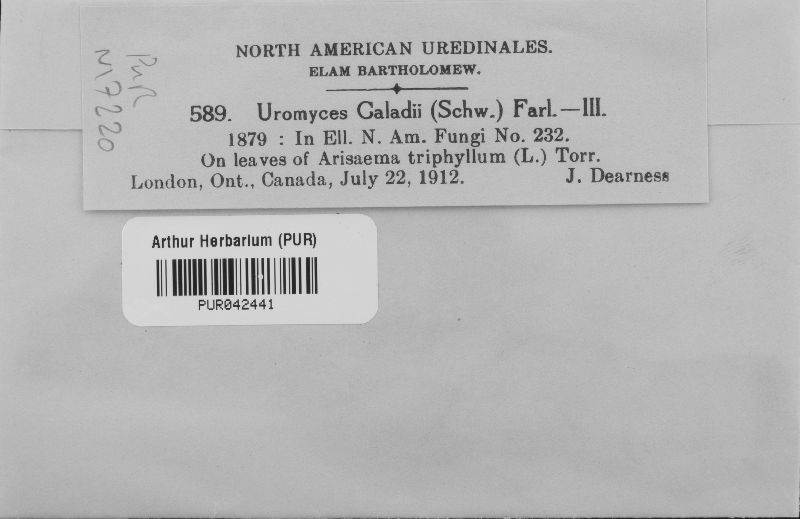 NORTH AMERICAN UREDINALES.
ELAM BARTHOLOMEW.
589. Uromyces Caladii (Schw.) Farl.—III.
1879 : In Ell. N. Am. Fungi No. 232.
On leaves of Arisaema triphyllum (L.) Torr.
London, Ont., Canada, July 22, 1912. J. Dearness
PUR
N7220
Arthur Herbarium (PUR)
PUR042441